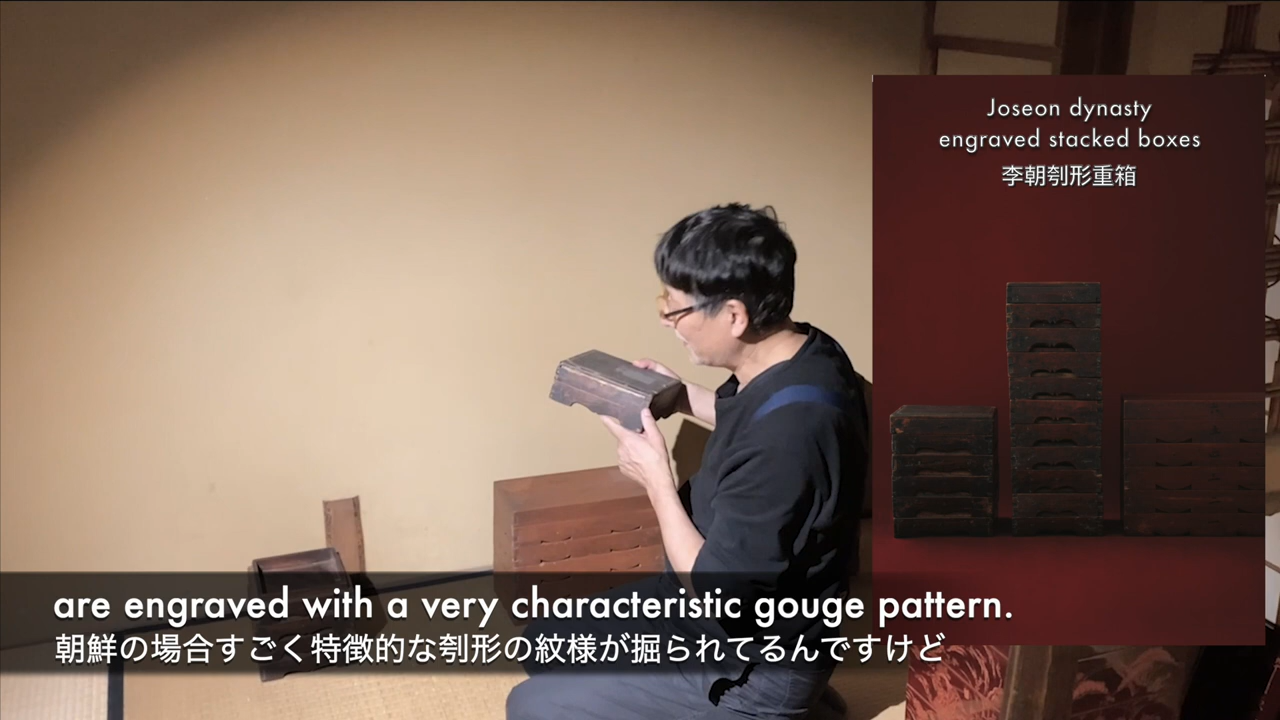 Joseon dynasty
engraved stacked boxes
李朝刳形重箱
are engraved with a very characteristic gouge pattern.
朝鮮の場合すごく特徴的な刳形の紋様が掘られてるんですけど